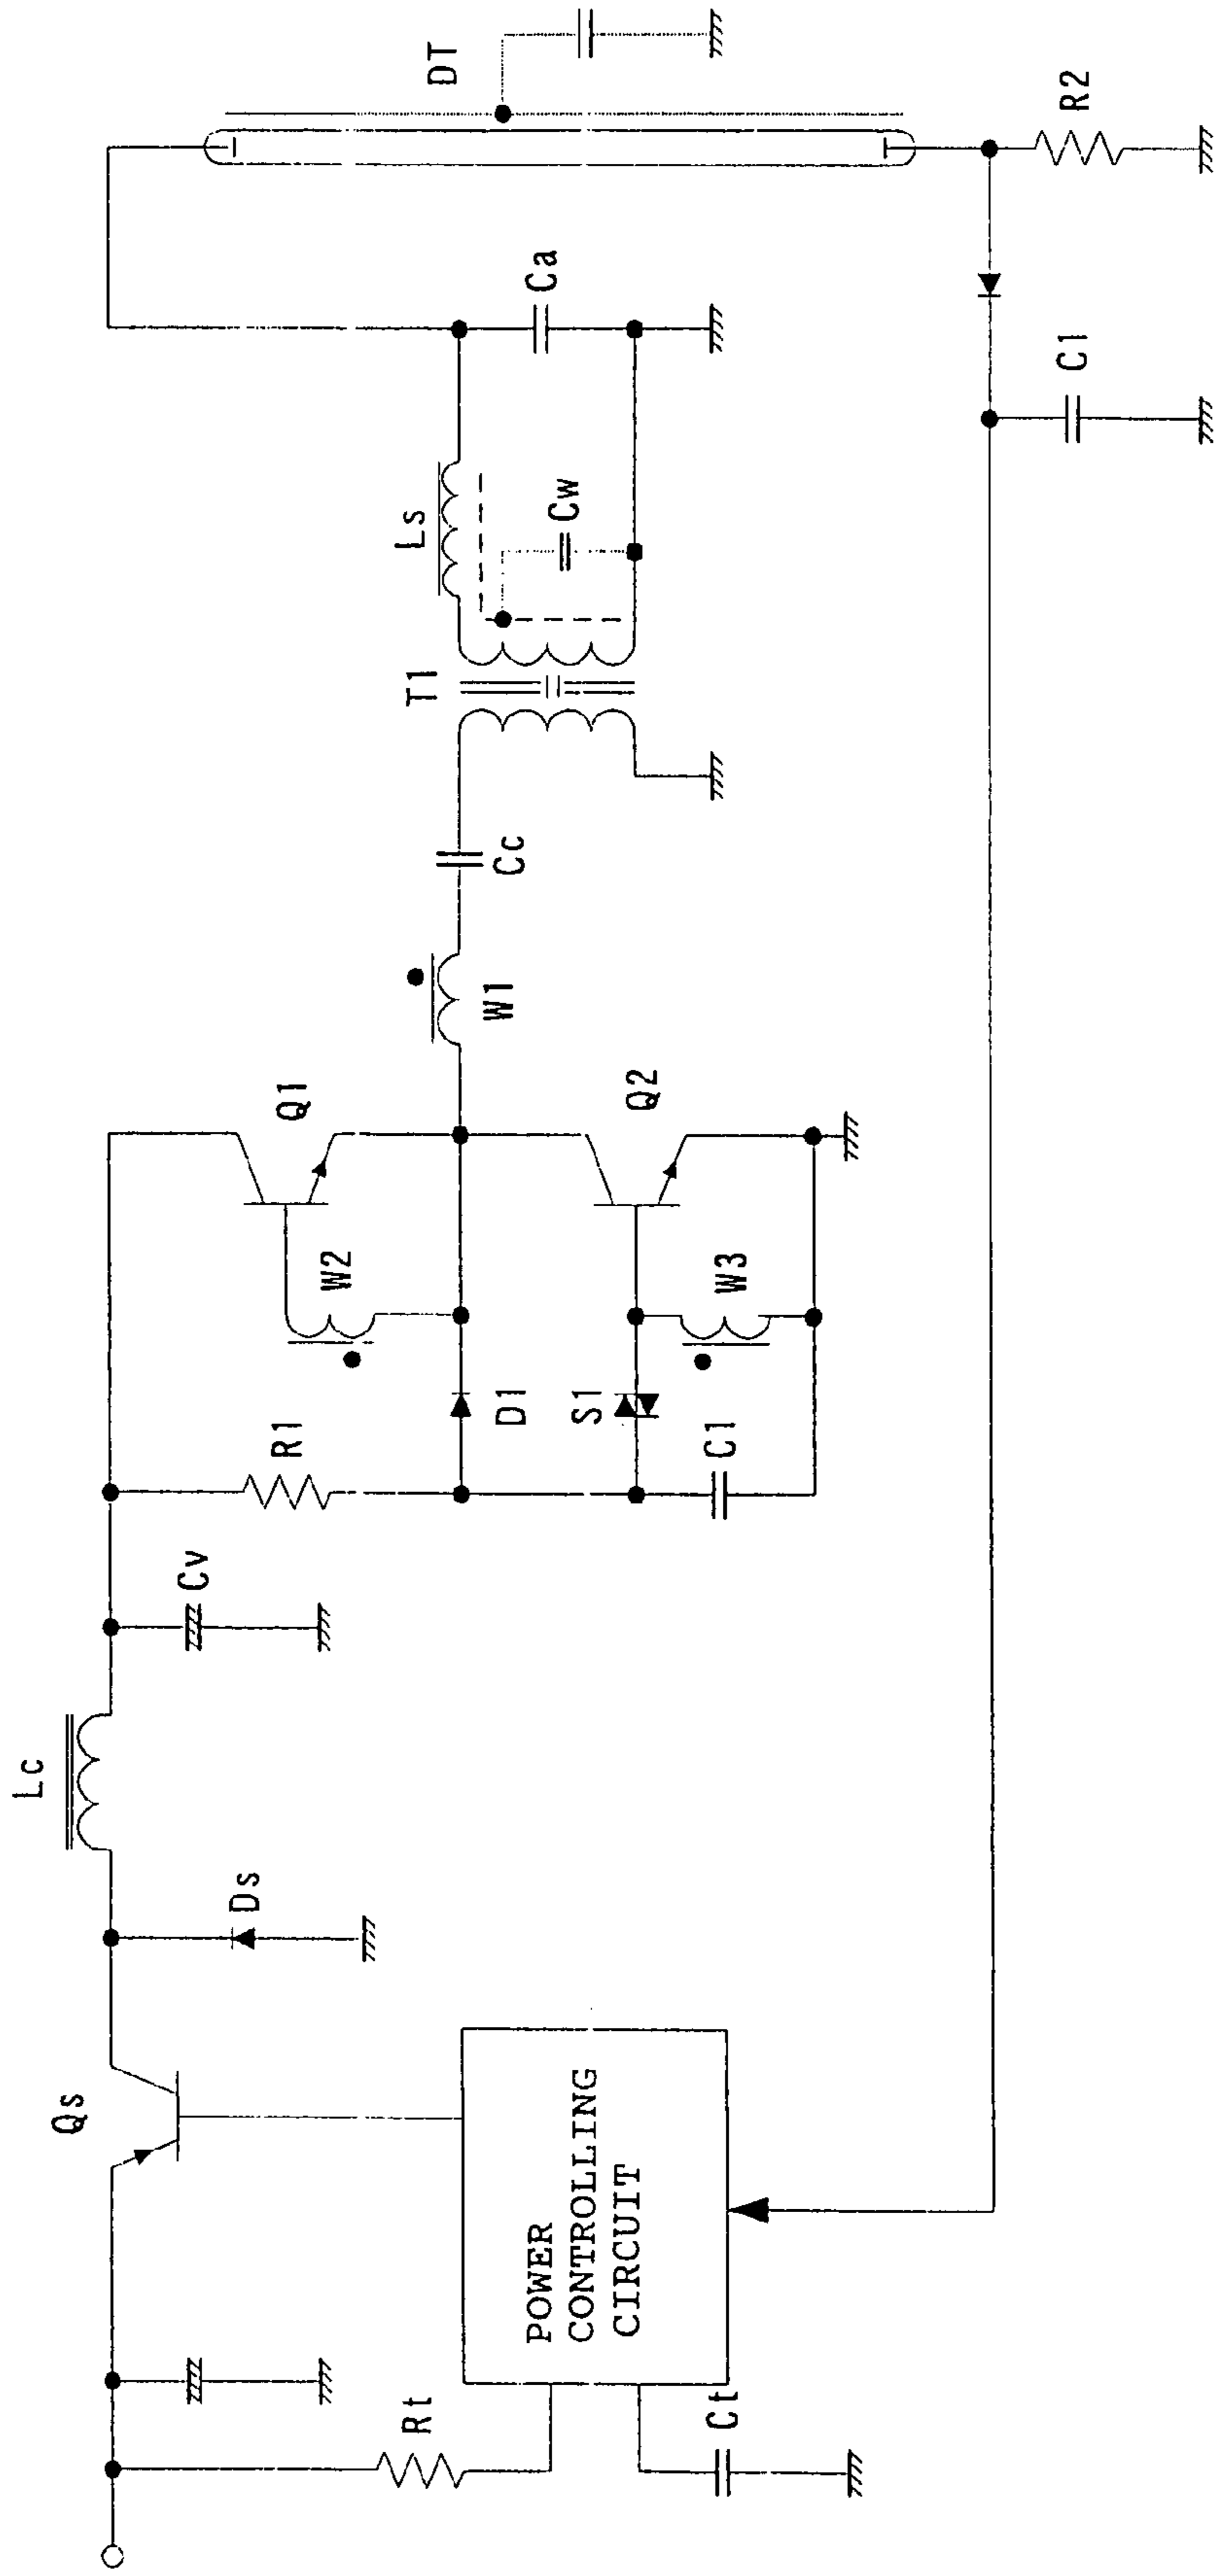 Lc
Qs
Ds
Cv
R1
Q1
W2
D1
S1
Q2
W3
C1
W1
Cc
T1
Ls
Cw
Ca
DT
Rt
POWER
CONTROLLING
CIRCUIT
Ct
C1
R2